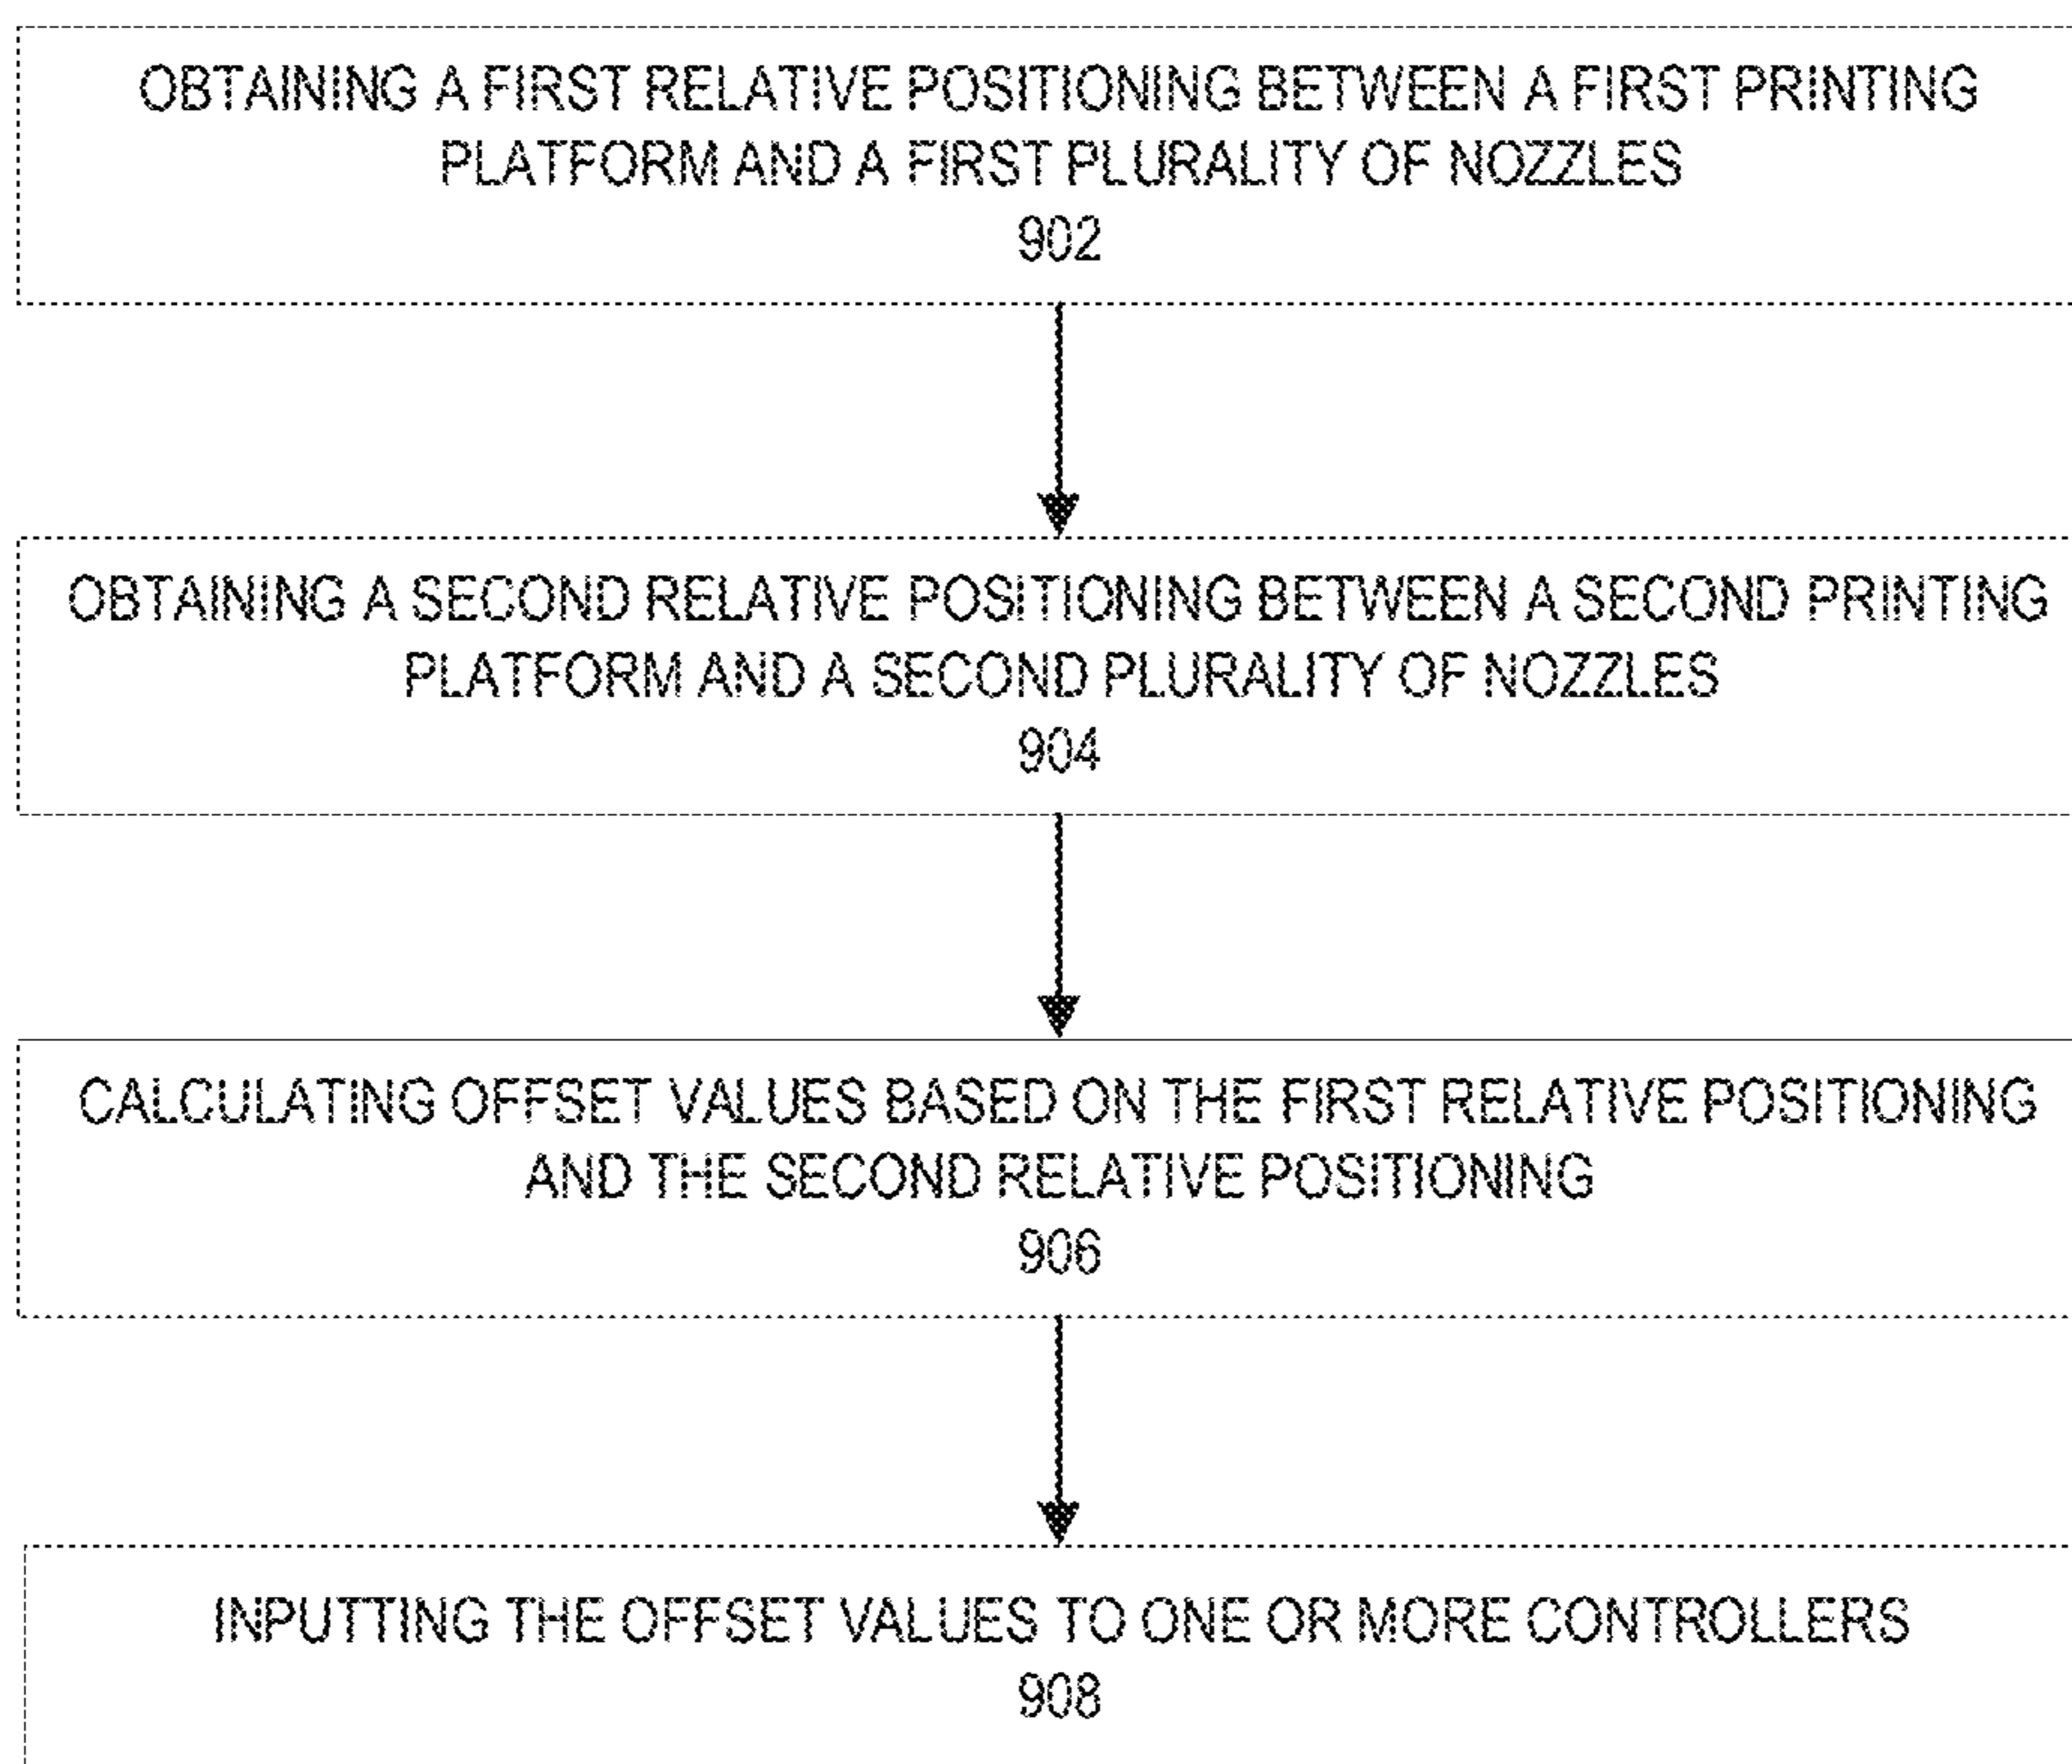 OBTAINING A FIRST RELATIVE POSITIONING BETWEEN A FIRST PRINTING
PLATFORM AND A FIRST PLURALITY OF NOZZLES
902
OBTAINING A SECOND RELATIVE POSITIONING BETWEEN A SECOND PRINTING
PLATFORM AND A SECOND PLURALITY OF NOZZLES
904
CALCULATING OFFSET VALUES BASED ON THE FIRST RELATIVE POSITIONING
AND THE SECOND RELATIVE POSITIONING
906
INPUTTING THE OFFSET VALUES TO ONE OR MORE CONTROLLERS
908